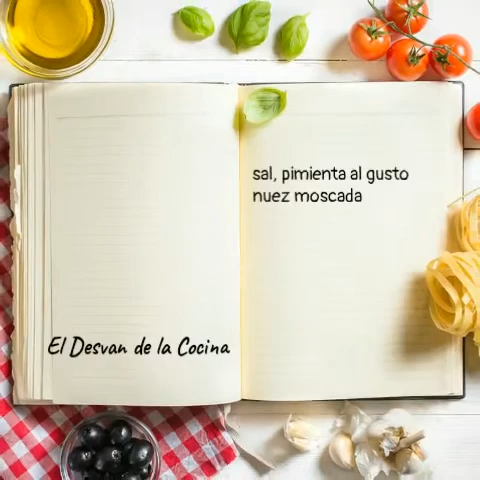 El Desvan de la Cocina
sal, pimienta al gusto
nuez moscada